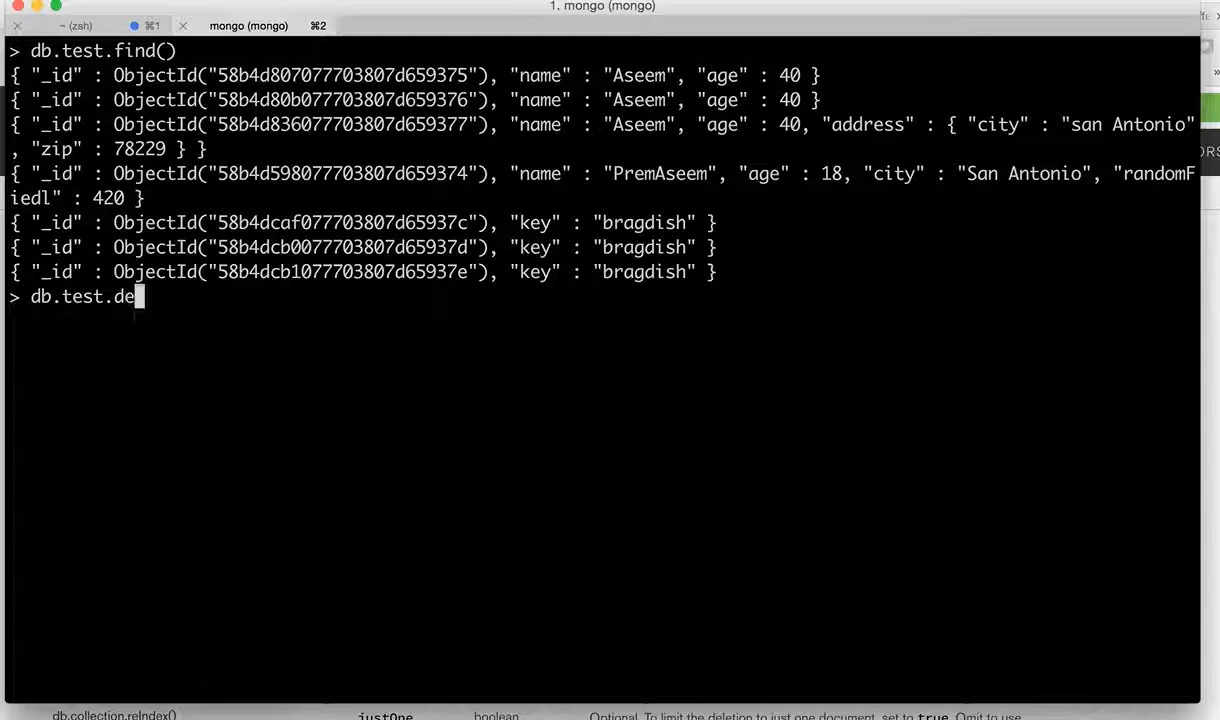 1. mongo (mongo)
~ (zsh) ⌘1 mongo (mongo) ⌘2
> db.test.find()
{ "_id" : ObjectId("58b4d807077703807d659375"), "name" : "Aseem", "age" : 40 }
{ "_id" : ObjectId("58b4d80b077703807d659376"), "name" : "Aseem", "age" : 40 }
{ "_id" : ObjectId("58b4d836077703807d659377"), "name" : "Aseem", "age" : 40, "address" : { "city" : "san Antonio"
, "zip" : 78229 } }
{ "_id" : ObjectId("58b4d598077703807d659374"), "name" : "PremAseem", "age" : 18, "city" : "San Antonio", "randomF
iedl" : 420 }
{ "_id" : ObjectId("58b4dcaf077703807d65937c"), "key" : "bragdish" }
{ "_id" : ObjectId("58b4dcb0077703807d65937d"), "key" : "bragdish" }
{ "_id" : ObjectId("58b4dcb1077703807d65937e"), "key" : "bragdish" }
> db.test.de
db.collection.reIndex() justOne boolean Optional. To limit the deletion to just one document, set to true. Omit to use